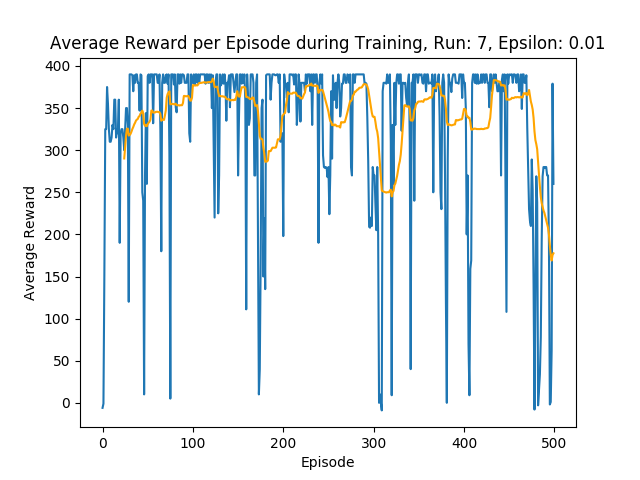 Average Reward per Episode during Training, Run: 7, Epsilon: 0.01
Average Reward
400
350
300
250
200
150
100
50
0
0 100 200 300 400 500
Episode